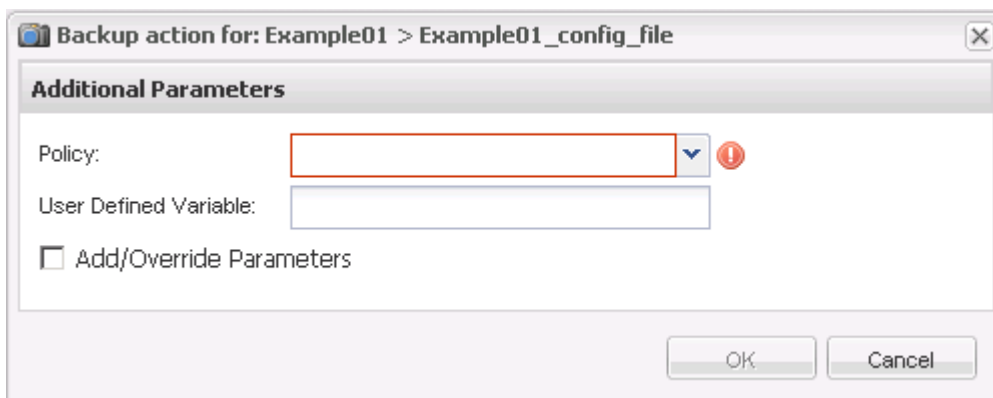 Backup action for: Example01 > Example01_config_file
Additional Parameters
Policy:
User Defined Variable:
Add/Override Parameters
OK Cancel